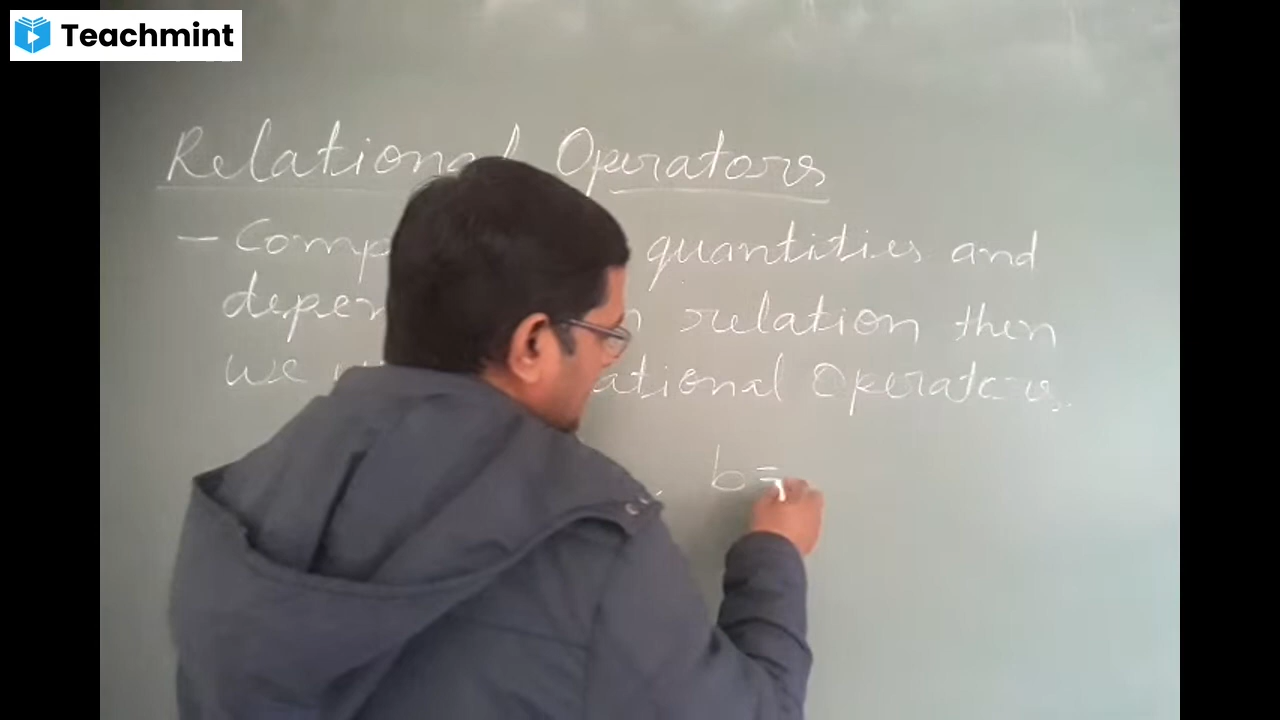 Teachmint
Relational Operators
- Comp quantities and
depen relation then
we ational Operators.
b=